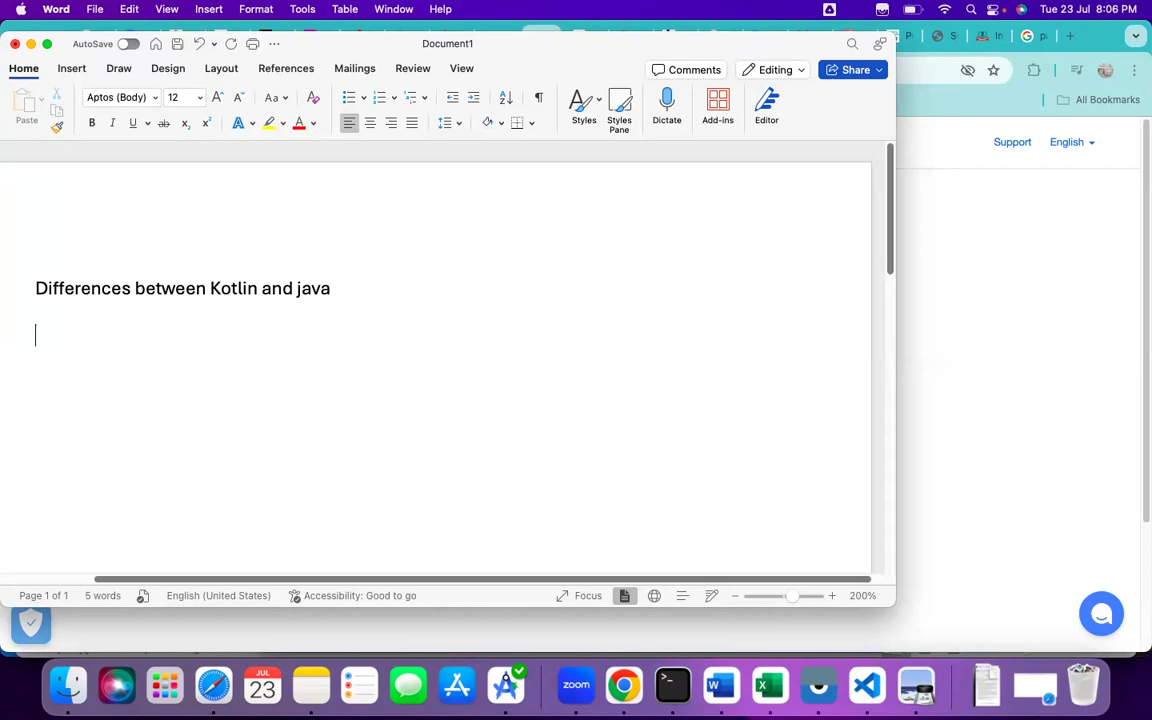 Word File Edit View Insert Format Tools Table Window Help Tue 23 Jul 8:06 PM
AutoSave Document1
Home Insert Draw Design Layout References Mailings Review View Comments Editing Share
Paste Aptos (Body) 12 Aa Styles Styles Pane Dictate Add-ins Editor
All Bookmarks
Support English
Differences between Kotlin and java
Page 1 of 1 5 words English (United States) Accessibility: Good to go Focus 200%
JUL
23
zoom